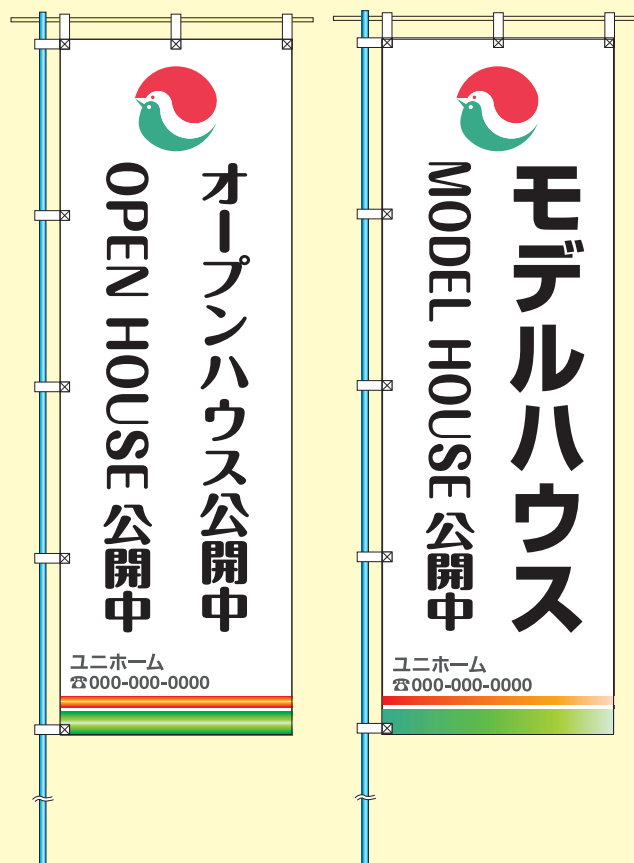 オープンハウス公開中
OPEN HOUSE 公開中
ユニホーム
☎000-000-0000
モデルハウス
MODEL HOUSE 公開中
ユニホーム
☎000-000-0000